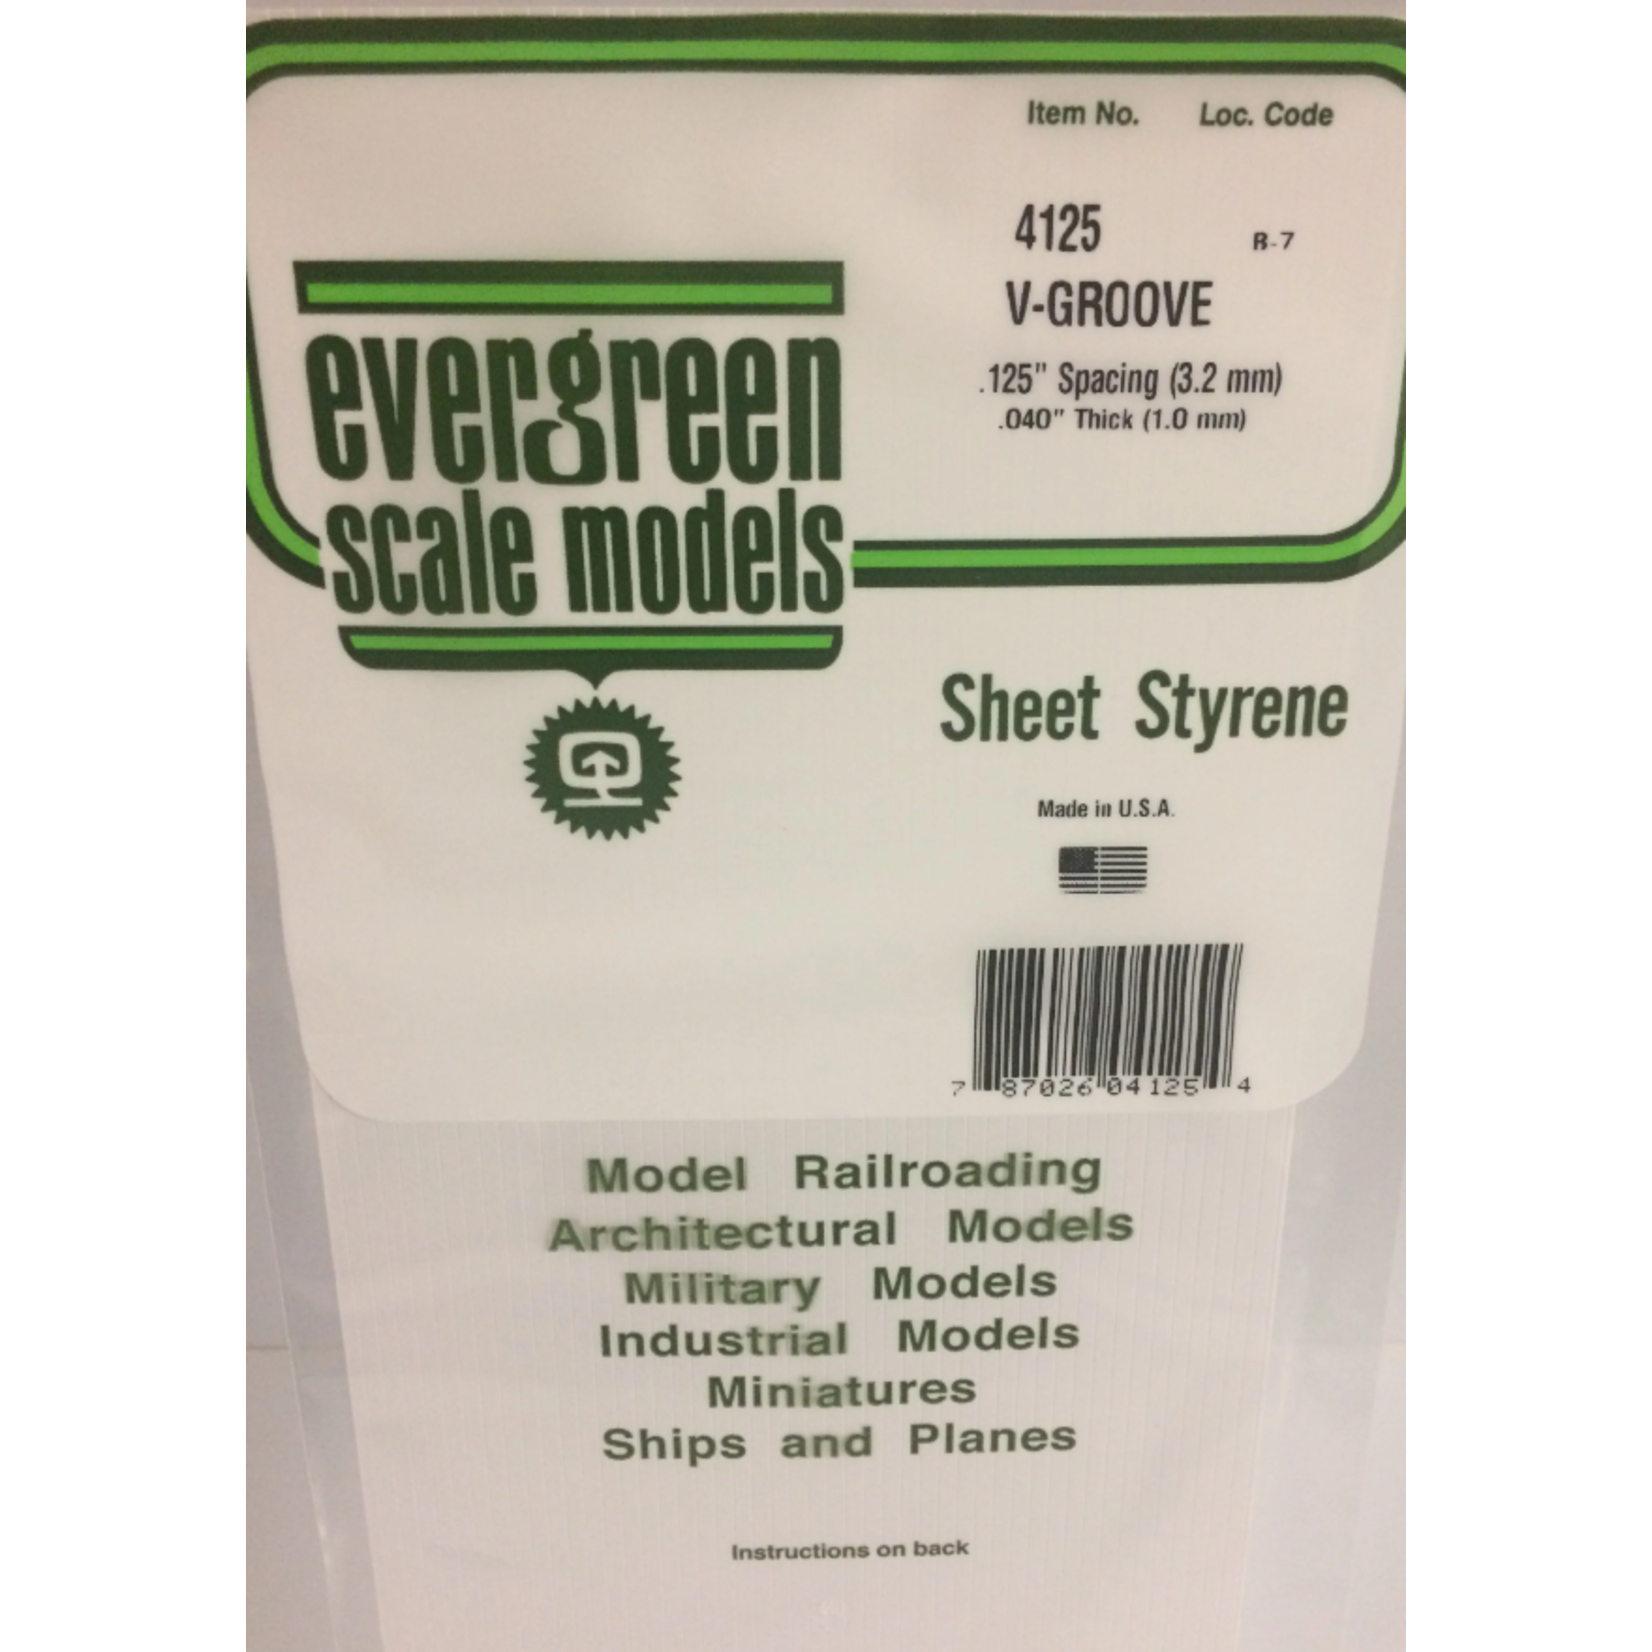 Item No. Loc. Code
4125 B-7
V-GROOVE
.125" Spacing (3.2 mm)
.040" Thick (1.0 mm)
evergreen
scale models
Sheet Styrene
Made in U.S.A.
7 87026 04125 4
Model Railroading
Architectural Models
Military Models
Industrial Models
Miniatures
Ships and Planes
Instructions on back